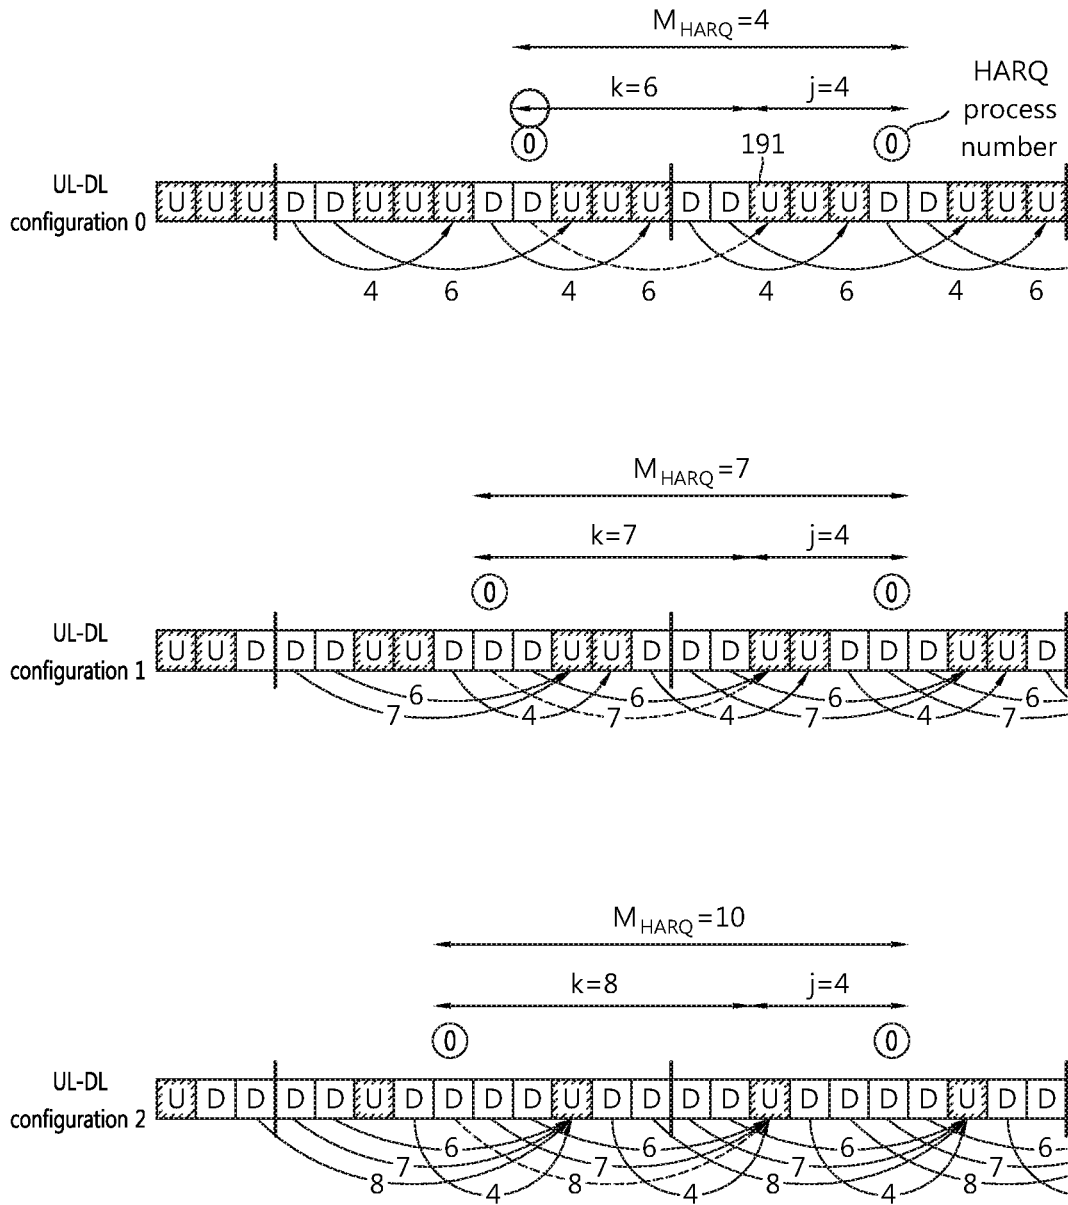 M_HARQ=4
k=6 j=4 HARQ
process
number
0 0
191
UL-DL
configuration 0
U U U D D U U U D D U U U D D U U U D D U U U
4 6 4 6 4 6 4 6
M_HARQ=7
k=7 j=4
0 0
UL-DL
configuration 1
U U D D D U U D D D U U D D D U U D D D U U D
6 6 6 6
7 4 7 4 7 4 7
M_HARQ=10
k=8 j=4
0 0
UL-DL
configuration 2
U D D D D U D D D D U D D D D U D D D D U D D
6 6 6 6
7 7 7 7
8 4 8 4 8 4 8